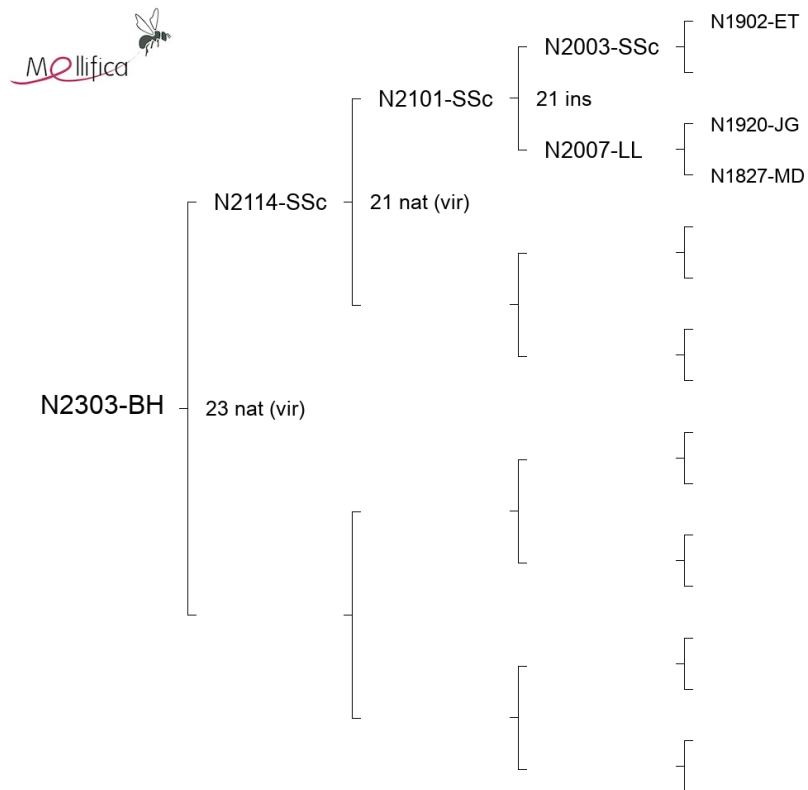 Mellifica
N1902-ET
N2003-SSc
N2101-SSc
21 ins
N1920-JG
N2007-LL
N1827-MD
N2114-SSc
21 nat (vir)
N2303-BH
23 nat (vir)